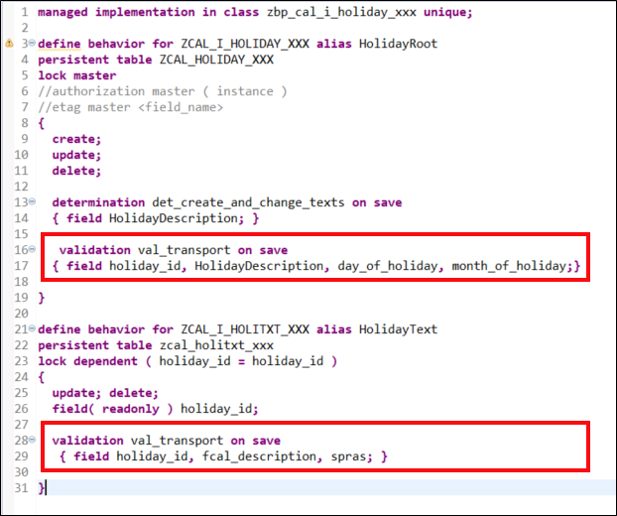 1 managed implementation in class zbp_cal_i_holiday_xxx unique;
2
3 define behavior for ZCAL_I_HOLIDAY_XXX alias HolidayRoot
4 persistent table ZCAL_HOLIDAY_XXX
5 lock master
6 //authorization master ( instance )
7 //etag master <field_name>
8 {
9 create;
10 update;
11 delete;
12
13 determination det_create_and_change_texts on save
14 { field HolidayDescription; }
15
16 validation val_transport on save
17 { field holiday_id, HolidayDescription, day_of_holiday, month_of_holiday;}
18
19 }
20
21 define behavior for ZCAL_I_HOLITXT_XXX alias HolidayText
22 persistent table zcal_holitxt_xxx
23 lock dependent ( holiday_id = holiday_id )
24 {
25 update; delete;
26 field( readonly ) holiday_id;
27
28 validation val_transport on save
29 { field holiday_id, fcal_description, spras; }
30
31 }